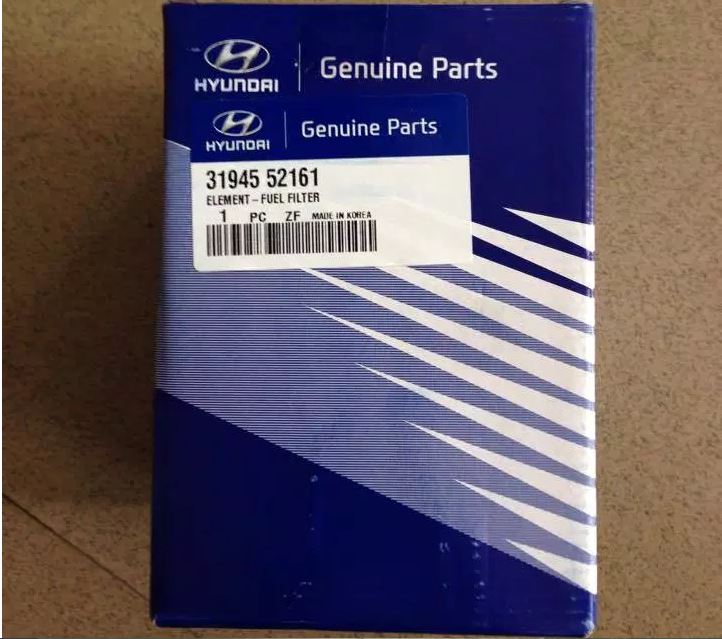 HYUNDAI Genuine Parts
HYUNDAI Genuine Parts
31945 52161
ELEMENT-FUEL FILTER
1 PC ZF MADE IN KOREA